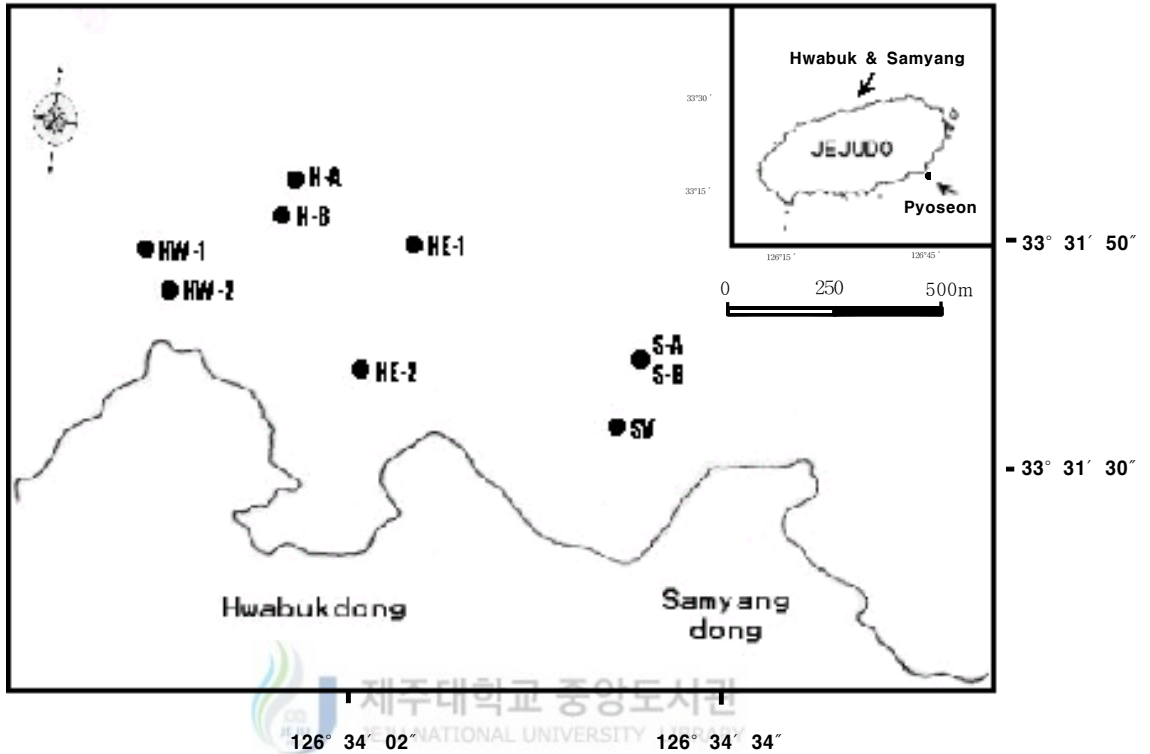 Hwabuk & Samyang
33°30′
JEJUDO
33°15′
Pyoseon
126°15′
126°45′
33° 31′ 50″
0 250 500m
H-A
H-B
HW-1
HE-1
HW-2
S-A
S-B
HE-2
SW
33° 31′ 30″
Hwabukdong
Samyang
dong
제주대학교 중앙도서관
JEJU NATIONAL UNIVERSITY LIBRARY
126° 34′ 02″
126° 34′ 34″